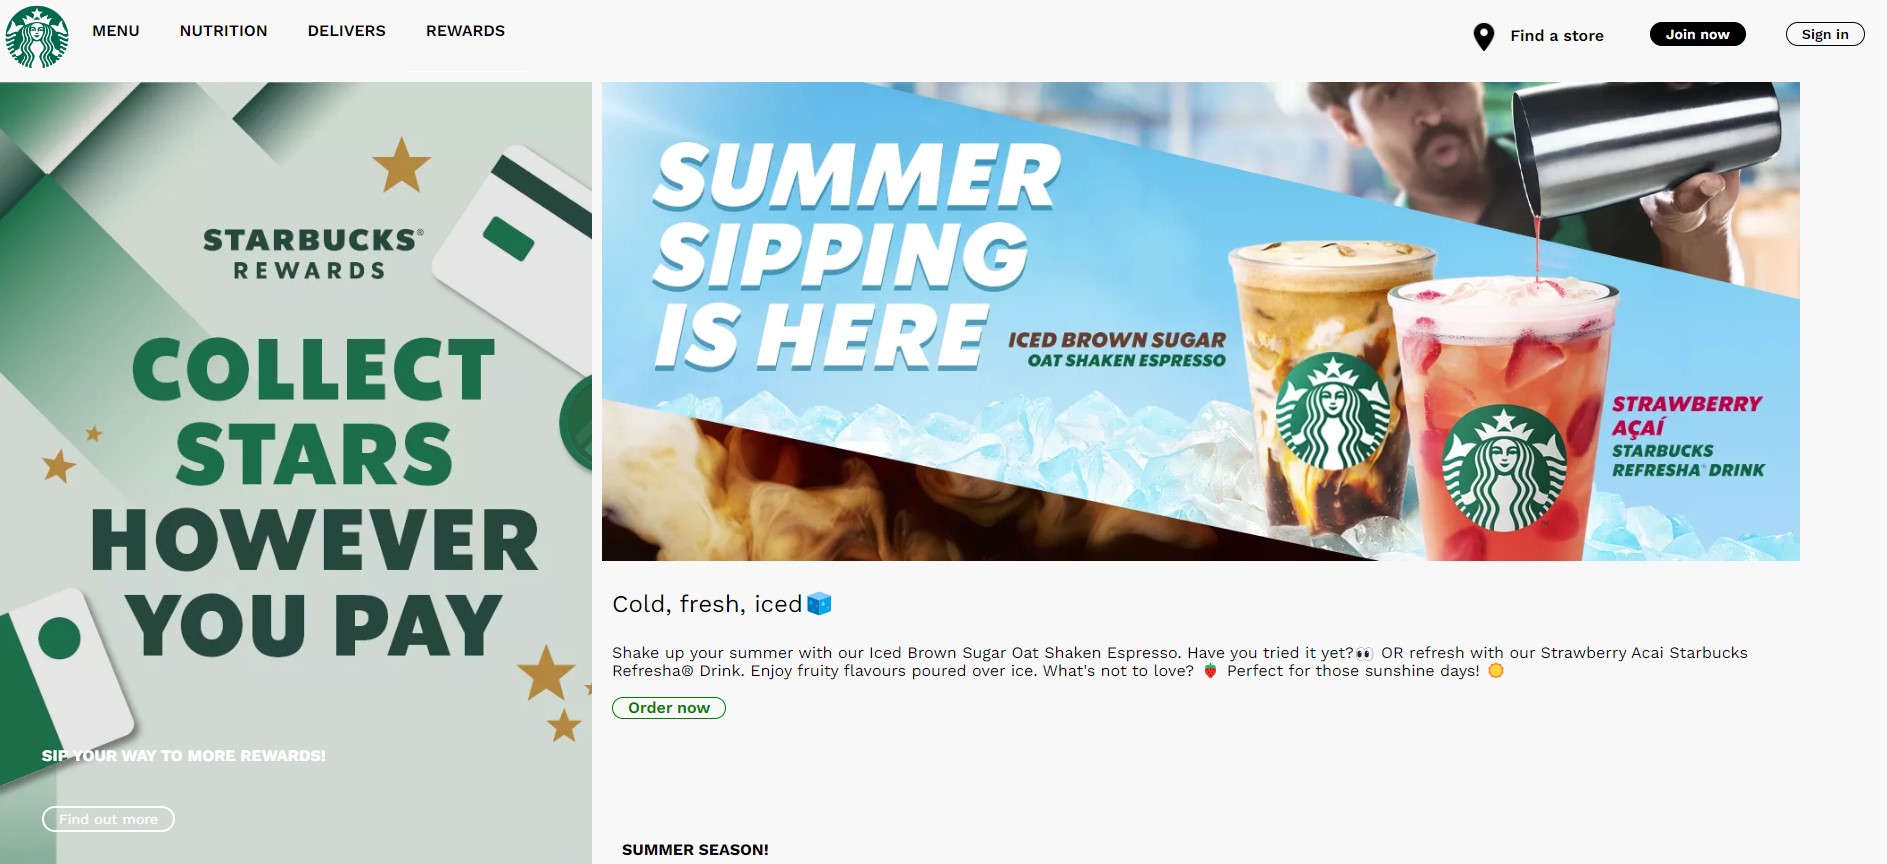 MENU
NUTRITION
DELIVERS
REWARDS
Find a store
Join now
Sign in
STARBUCKS®
REWARDS
COLLECT
STARS
HOWEVER
YOU PAY
SIP YOUR WAY TO MORE REWARDS!
Find out more
SUMMER
SIPPING
IS HERE
ICED BROWN SUGAR
OAT SHAKEN ESPRESSO
STRAWBERRY
AÇAÍ
STARBUCKS
REFRESHA® DRINK
Cold, fresh, iced🧊
Shake up your summer with our Iced Brown Sugar Oat Shaken Espresso. Have you tried it yet?👀 OR refresh with our Strawberry Acai Starbucks
Refresha® Drink. Enjoy fruity flavours poured over ice. What's not to love? 🍓 Perfect for those sunshine days! ☀️
Order now
SUMMER SEASON!